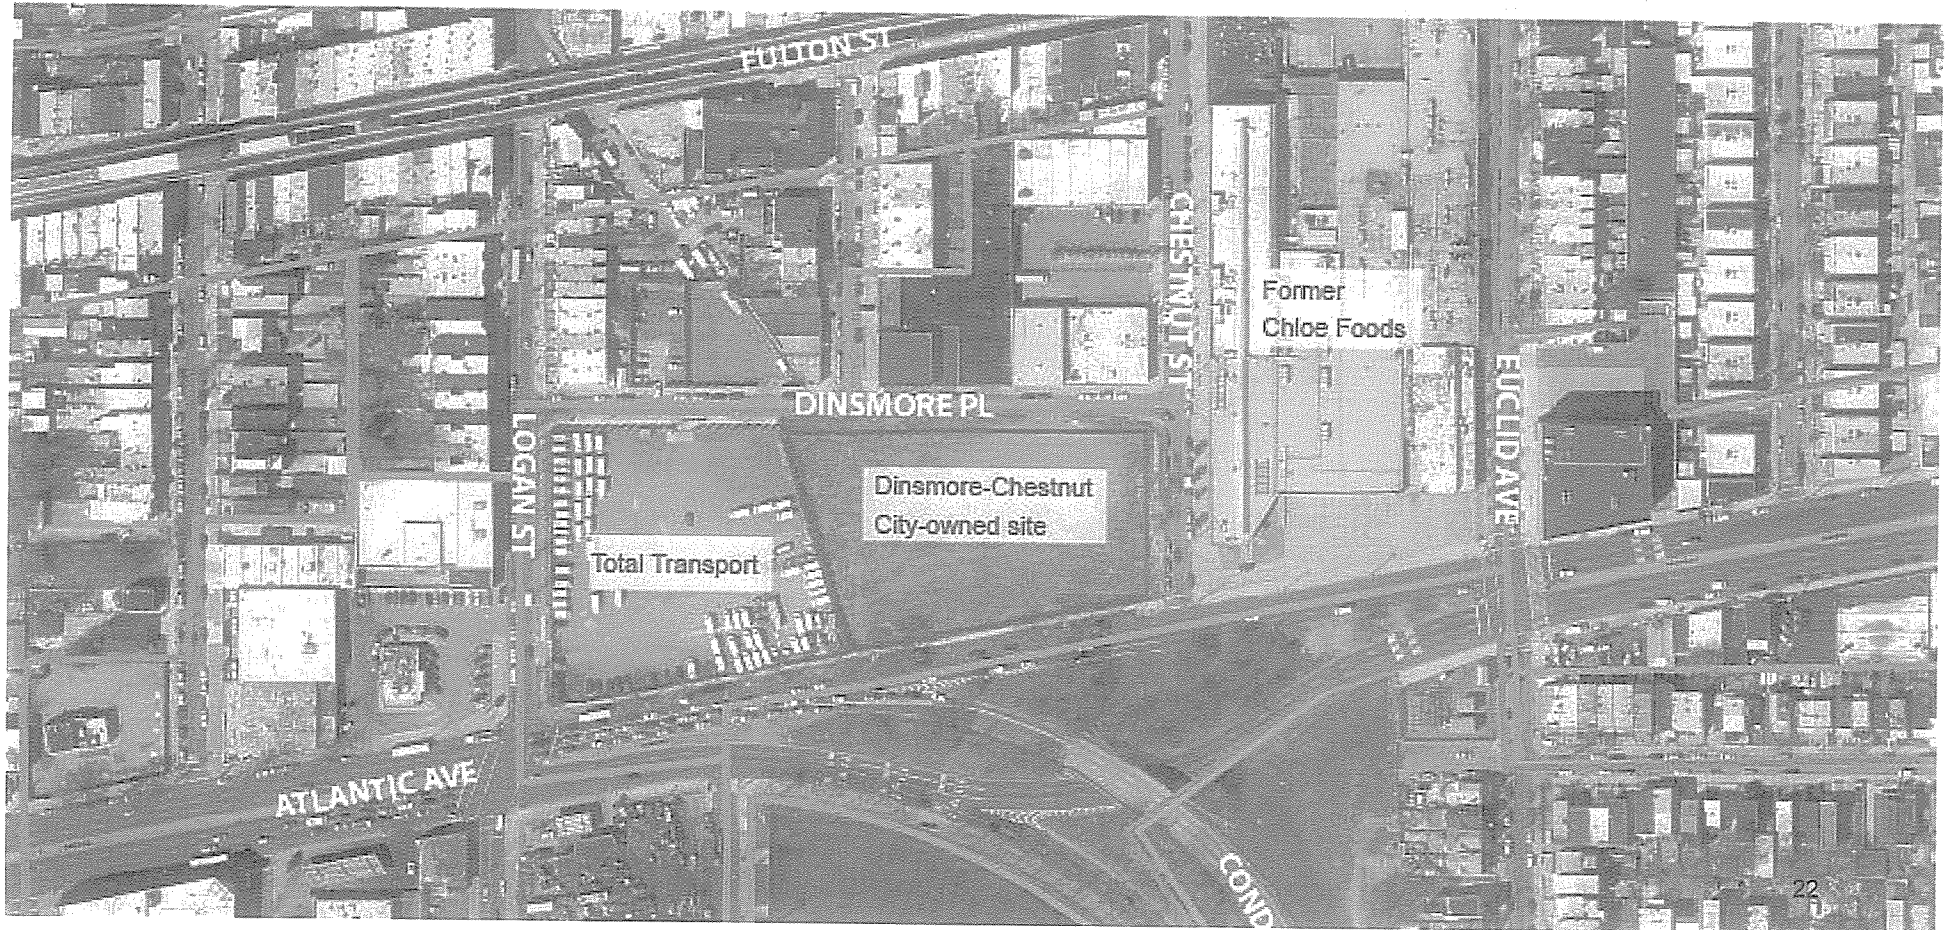 FULTON ST
CHESTNUT ST
Former
Chloe Foods
EUCLID AVE
DINSMORE PL
LOGAN ST
Dinsmore-Chestnut
City-owned site
Total Transport
ATLANTIC AVE
COND
22